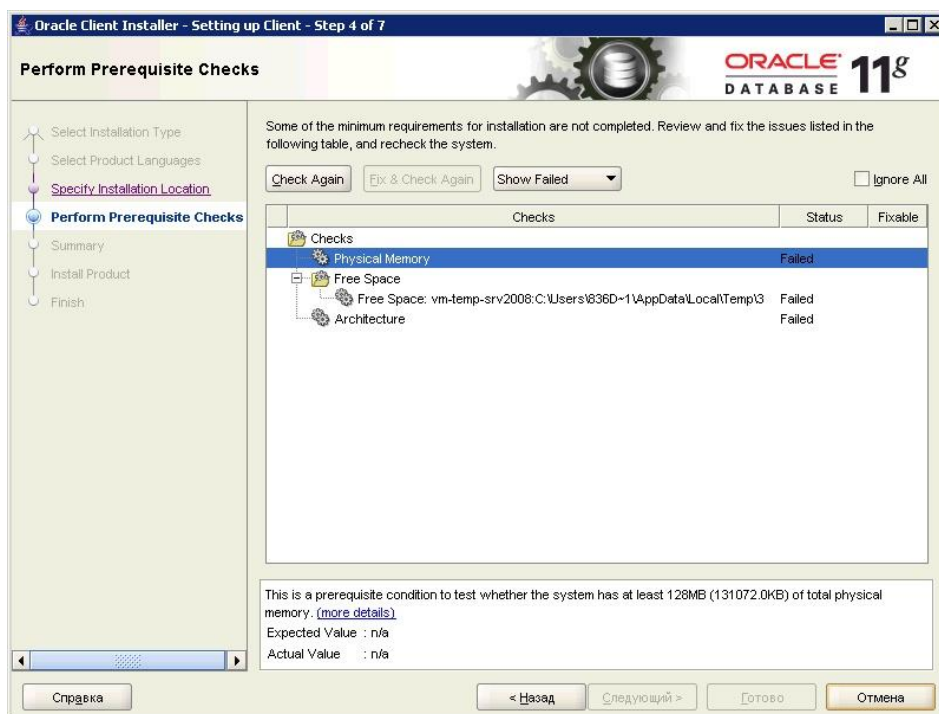 Oracle Client Installer - Setting up Client - Step 4 of 7
Perform Prerequisite Checks
ORACLE
DATABASE
11g
Select Installation Type
Select Product Languages
Specify Installation Location
Perform Prerequisite Checks
Summary
Install Product
Finish
Some of the minimum requirements for installation are not completed. Review and fix the issues listed in the
following table, and recheck the system.
Check Again
Fix & Check Again
Show Failed
Ignore All
Checks Status Fixable
Checks
Physical Memory Failed
Free Space
Free Space: vm-temp-srv2008:C:\Users\836D~1\AppData\Local\Temp\3 Failed
Architecture Failed
This is a prerequisite condition to test whether the system has at least 128MB (131072.0KB) of total physical
memory. (more details)
Expected Value : n/a
Actual Value : n/a
Справка
< Назад
Следующий >
Готово
Отмена